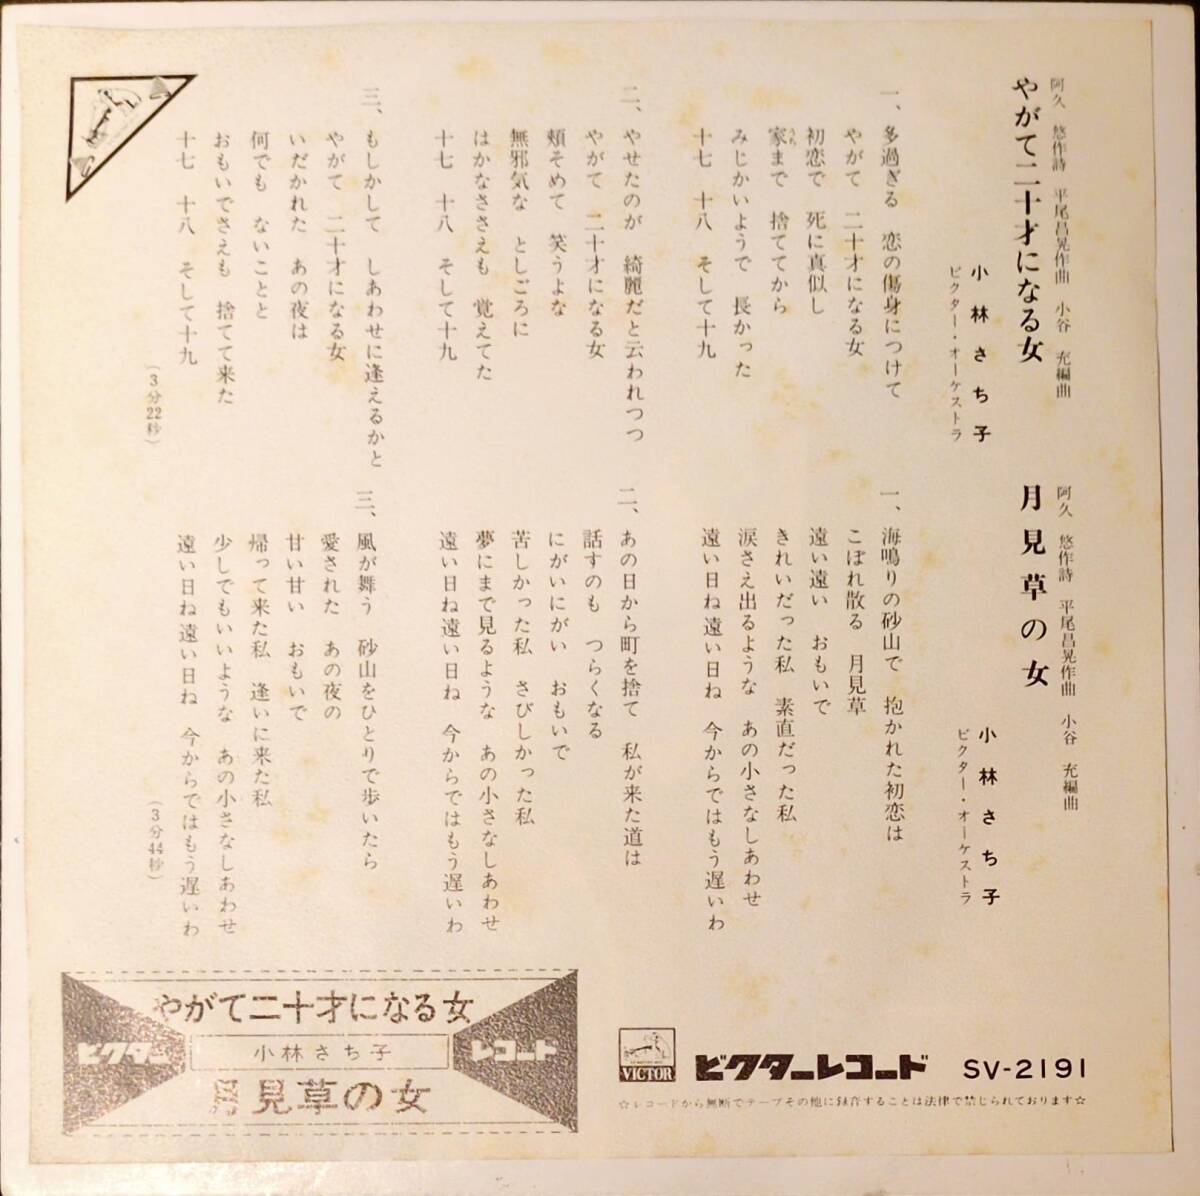 阿久　悠作詩　平尾昌晃作曲　小谷　充編曲
やがて二十才になる女
小林さち子
ビクター・オーケストラ
一、多過ぎる　恋の傷身につけて
やがて　二十才になる女
初恋で　死に真似し
家まで　捨ててから
うち
みじかいようで　長かった
十七　十八　そして十九
二、やせたのが　綺麗だと云われつつ
やがて　二十才になる女
頬そめて　笑うよな
無邪気な　としごろに
はかなささえも　覚えてた
十七　十八　そして十九
三、もしかして　しあわせに逢えるかと
やがて　二十才になる女
いだかれた　あの夜は
何でも　ないことと
おもいでさえも　捨てて来た
十七　十八　そして十九
（3分22秒）
阿久　悠作詩　平尾昌晃作曲　小谷　充編曲
月見草の女
小林さち子
ビクター・オーケストラ
一、海鳴りの砂山で　抱かれた初恋は
こぼれ散る　月見草
遠い遠い　おもいで
きれいだった私　素直だった私
涙さえ出るような　あの小さなしあわせ
遠い日ね遠い日ね　今からではもう遅いわ
二、あの日から町を捨て　私が来た道は
話すのも　つらくなる
にがいにがい　おもいで
苦しかった私　さびしかった私
夢にまで見るような　あの小さなしあわせ
遠い日ね遠い日ね　今からではもう遅いわ
三、風が舞う　砂山をひとりで歩いたら
愛された　あの夜の
甘い甘い　おもいで
帰って来た私　逢いに来た私
少しでもいいような　あの小さなしあわせ
遠い日ね遠い日ね　今からではもう遅いわ
（3分44秒）
やがて二十才になる女
ビクター 小林さち子 レコード
月見草の女
VICTOR ビクターレコード SV-2191
☆レコードから無断でテープその他に録音することは法律で禁じられております☆